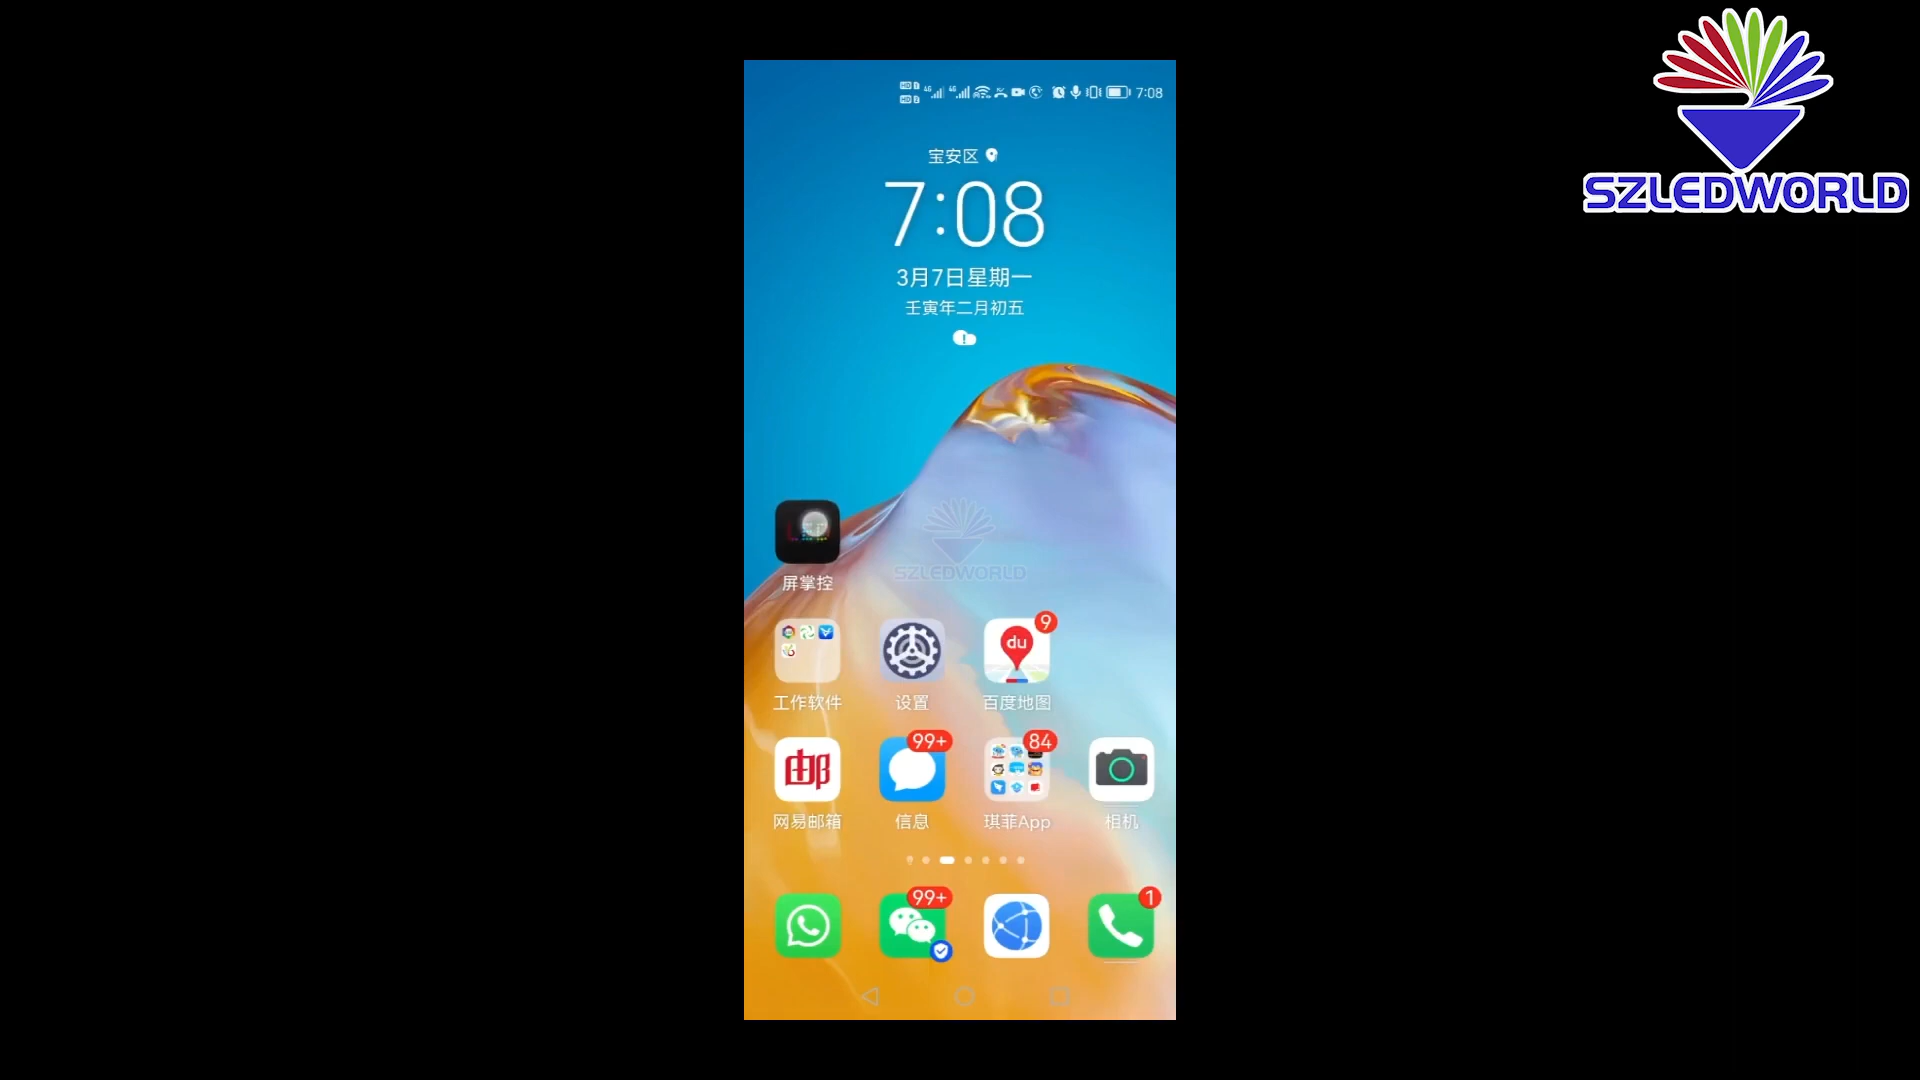 SZLEDWORLD
7:08
宝安区
7:08
3月7日星期一
壬寅年二月初五
SZLEDWORLD
屏掌控
du
9
工作软件
设置
百度地图
邮
99+
84
网易邮箱
信息
琪菲App
相机
99+
1